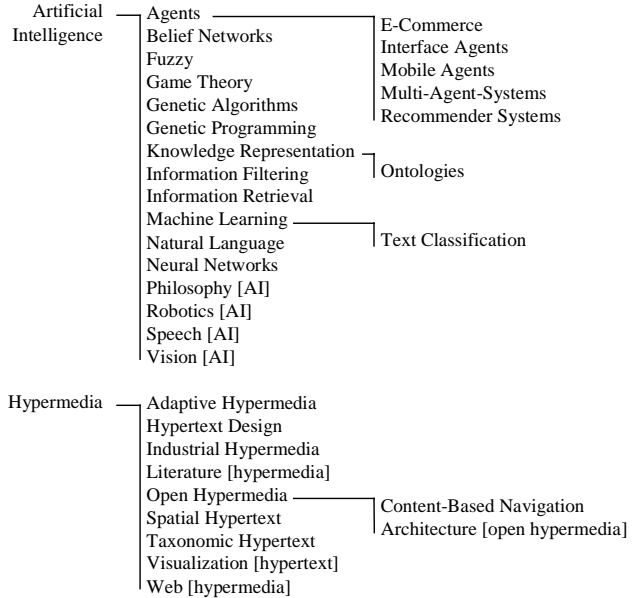 Artificial Intelligence
Agents
E-Commerce
Interface Agents
Mobile Agents
Multi-Agent-Systems
Recommender Systems
Belief Networks
Fuzzy
Game Theory
Genetic Algorithms
Genetic Programming
Knowledge Representation
Ontologies
Information Filtering
Information Retrieval
Machine Learning
Text Classification
Natural Language
Neural Networks
Philosophy [AI]
Robotics [AI]
Speech [AI]
Vision [AI]
Hypermedia
Adaptive Hypermedia
Hypertext Design
Industrial Hypermedia
Literature [hypermedia]
Open Hypermedia
Content-Based Navigation
Architecture [open hypermedia]
Spatial Hypertext
Taxonomic Hypertext
Visualization [hypertext]
Web [hypermedia]